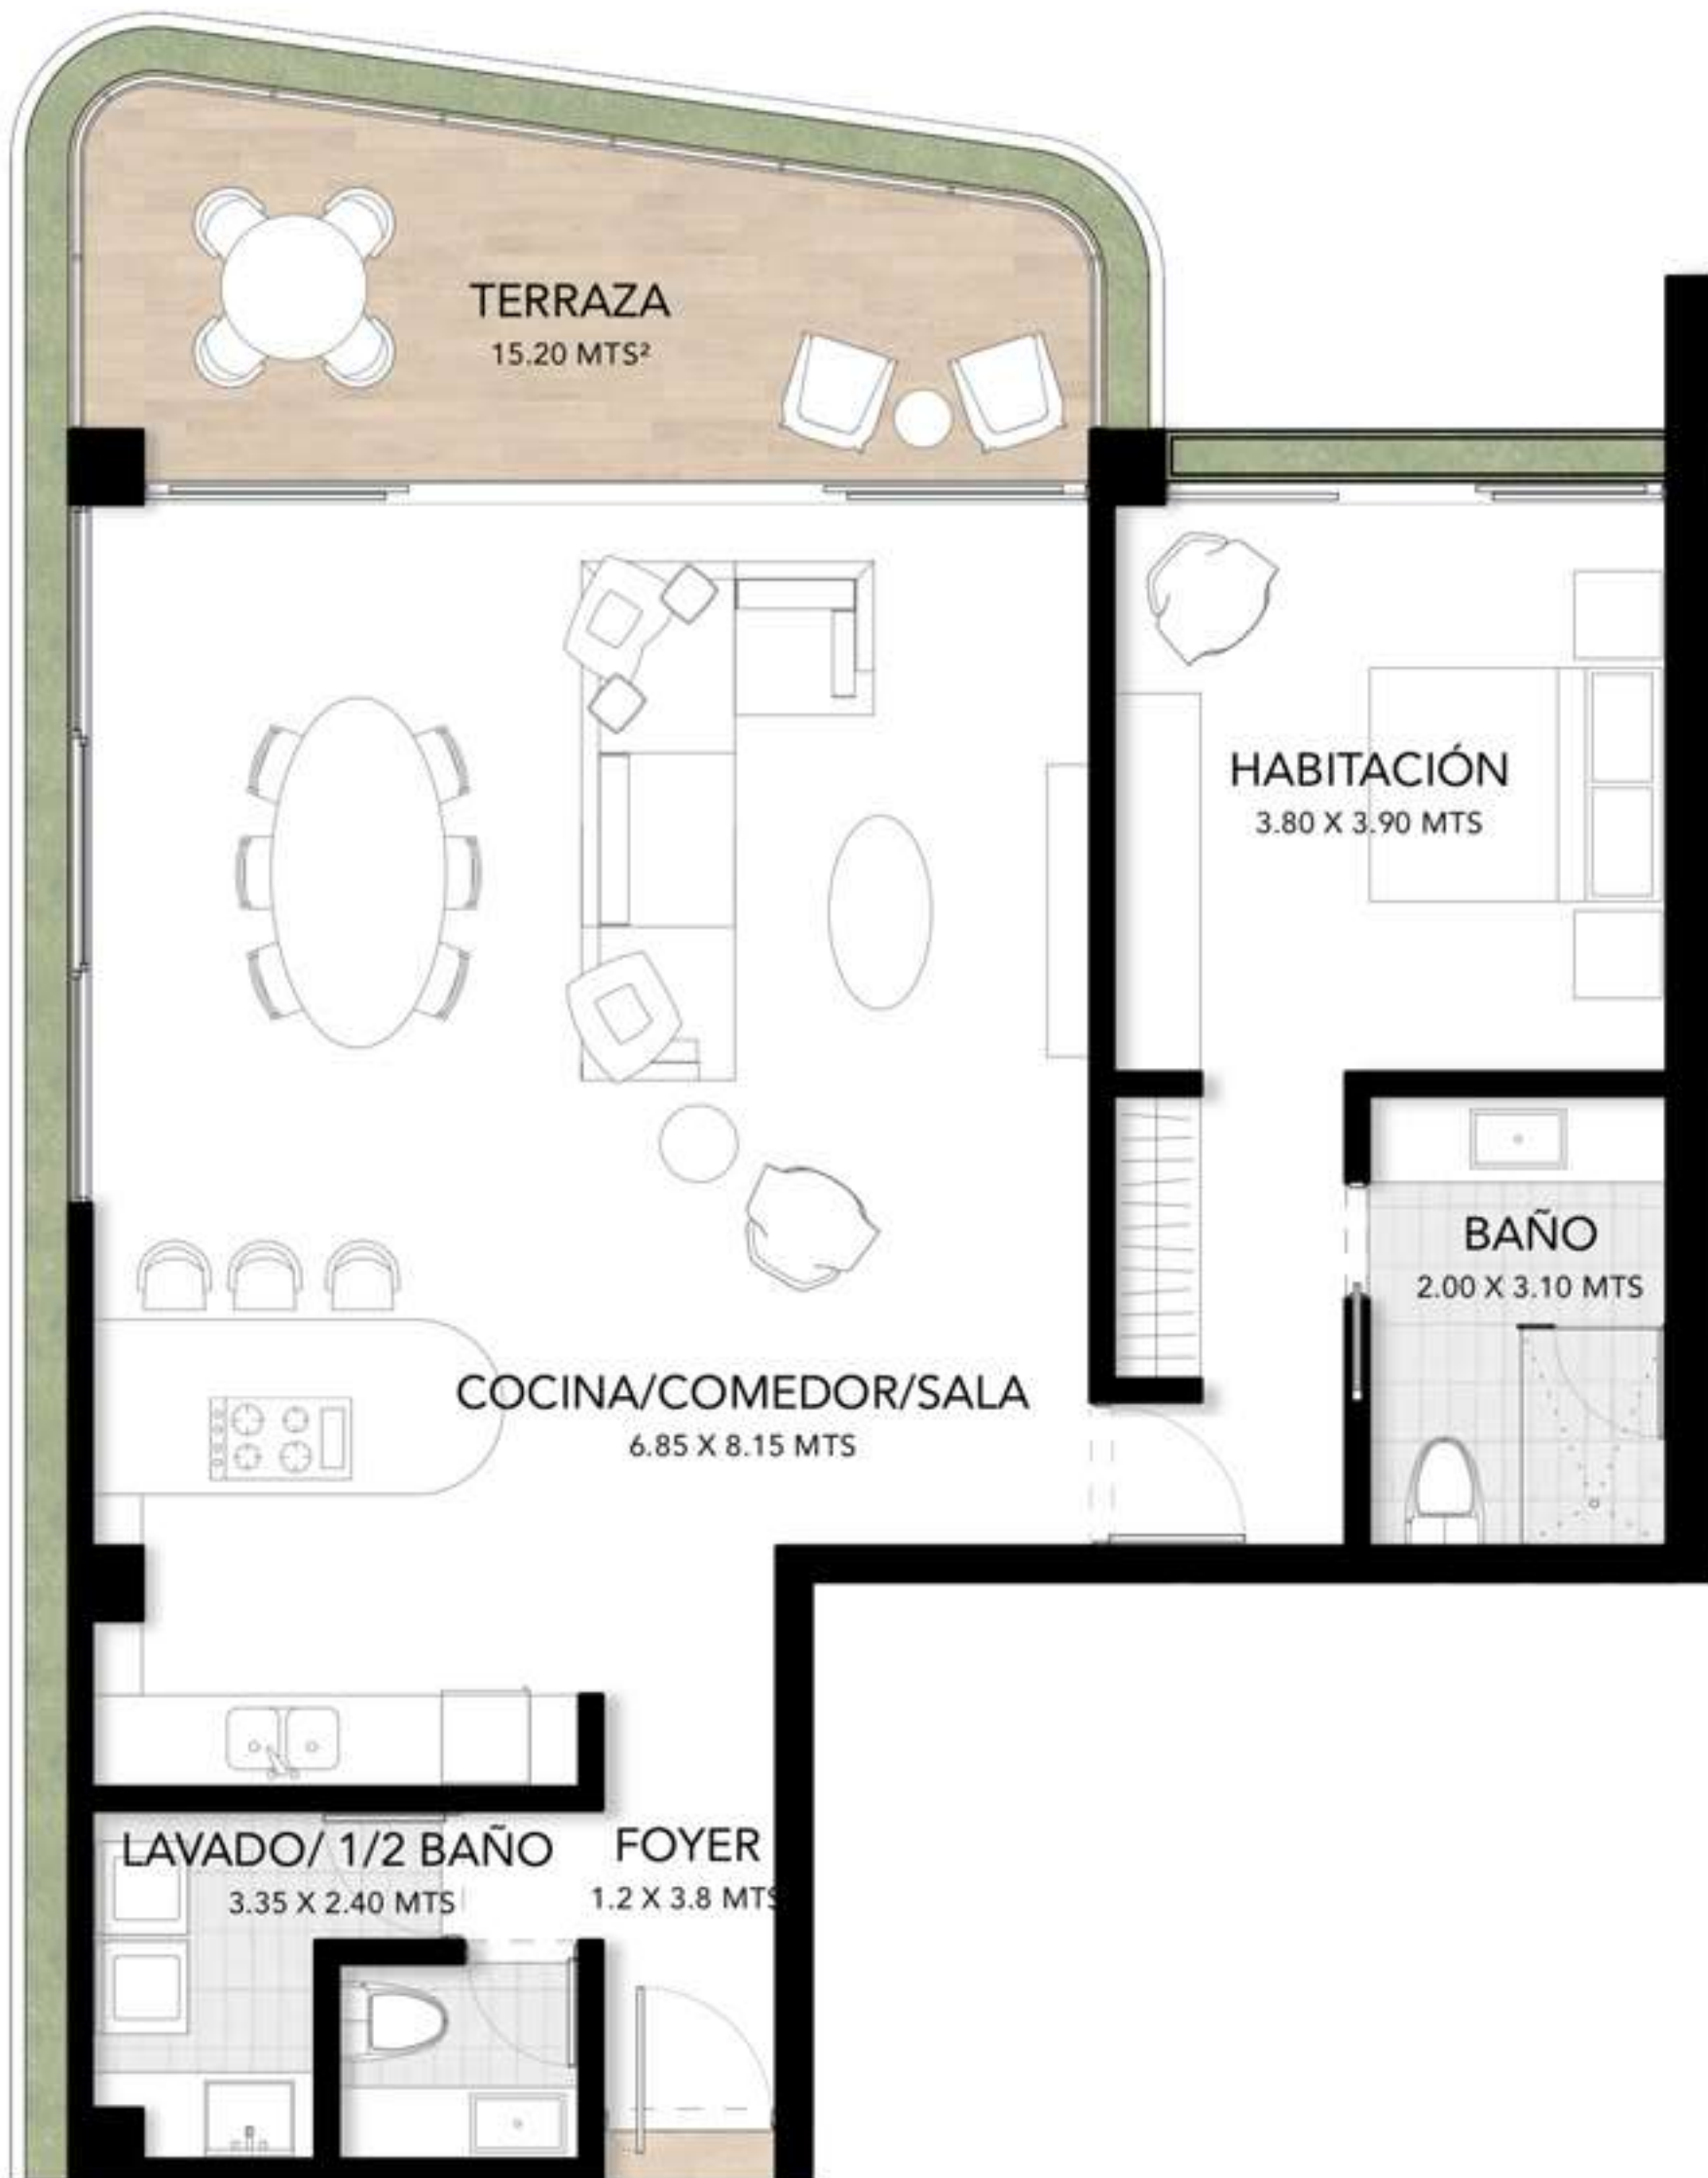 TERRAZA
15.20 MTS²
HABITACIÓN
3.80 X 3.90 MTS
BAÑO
2.00 X 3.10 MTS
COCINA/COMEDOR/SALA
6.85 X 8.15 MTS
LAVADO/ 1/2 BAÑO
3.35 X 2.40 MTS
FOYER
1.2 X 3.8 MTS